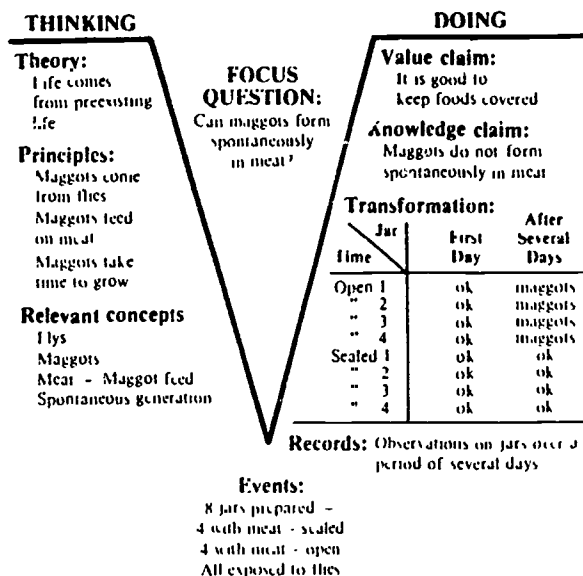 THINKING
Theory:
Life comes
from preexisting
life
Principles:
Maggots come
from flies
Maggots feed
on meat
Maggots take
time to grow
Relevant concepts
Flys
Maggots
Meat - Maggot feed
Spontaneous generation
FOCUS
QUESTION:
Can maggots form
spontaneously
in meat?
Events:
8 jars prepared -
4 with meat - sealed
4 with meat - open
All exposed to flies
DOING
Value claim:
It is good to
keep foods covered
Knowledge claim:
Maggots do not form
spontaneously in meat
Transformation:
Jar First After
Time Day Several
Days
Open 1 ok maggots
" 2 ok maggots
" 3 ok maggots
" 4 ok maggots
Sealed 1 ok ok
" 2 ok ok
" 3 ok ok
" 4 ok ok
Records: Observations on jars over a
period of several days